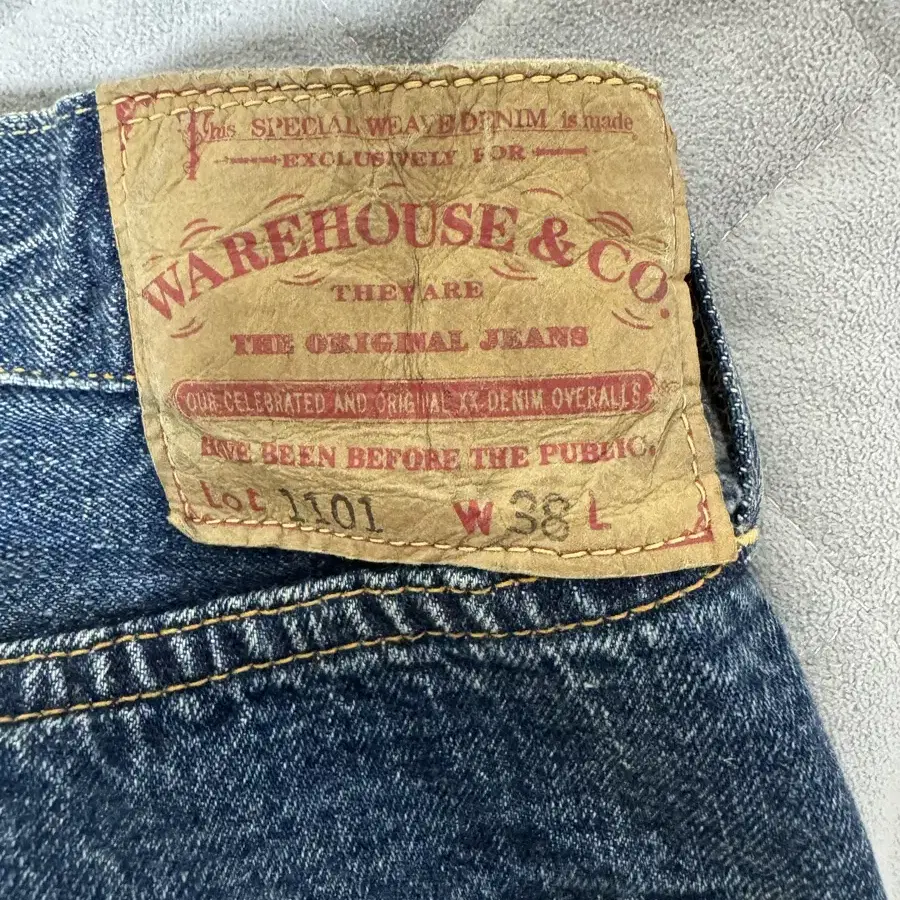 This SPECIAL WEAVE DENIM is made
EXCLUSIVELY FOR
WAREHOUSE & CO.
THEY ARE
THE ORIGINAL JEANS
OUR CELEBRATED AND ORIGINAL XX DENIM OVERALLS
HAVE BEEN BEFORE THE PUBLIC.
Lot 1101 W 38 L